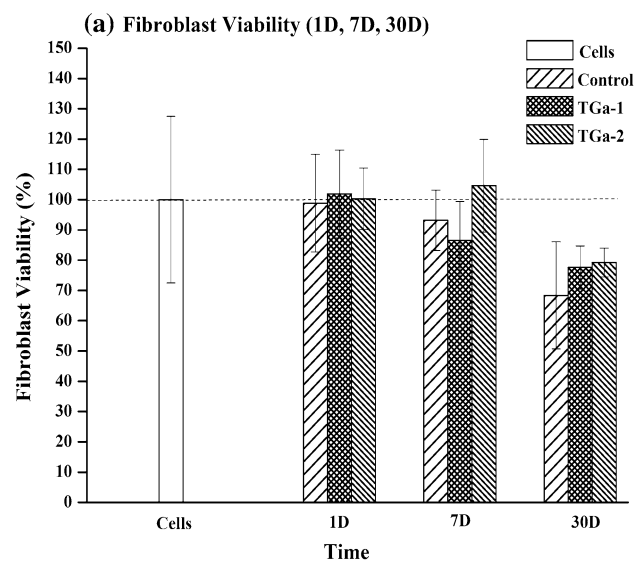 (a) Fibroblast Viability (1D, 7D, 30D)
150
140
130
120
110
100
90
80
70
60
50
40
30
20
10
0
Fibroblast Viability (%)
Cells
Control
TGa-1
TGa-2
Cells
1D
7D
30D
Time